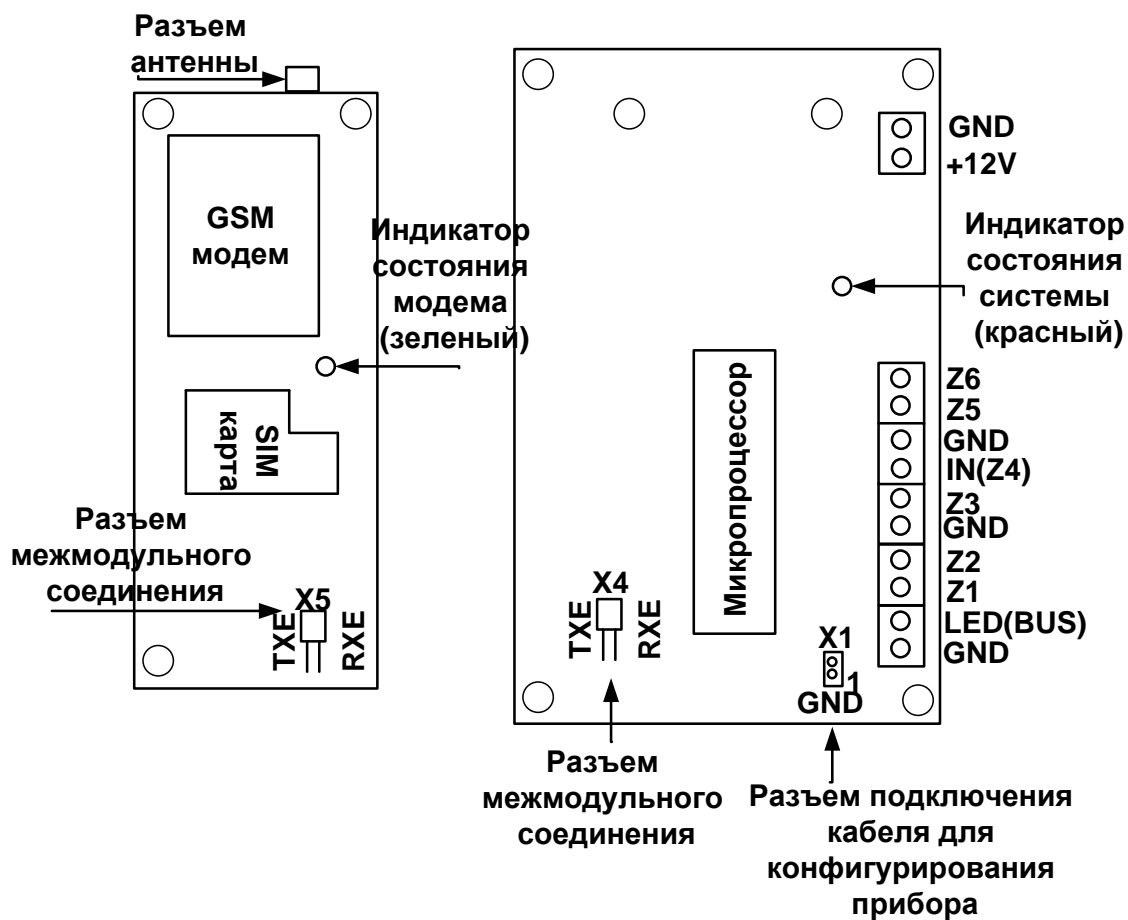 Разъем
антенны
GSM
модем
Индикатор
состояния
модема
(зеленый)
SIM
карта
Разъем
межмодульного
соединения
X5
TXE
RXE
GND
+12V
Индикатор
состояния
системы
(красный)
Микропроцессор
Z6
Z5
GND
IN(Z4)
Z3
GND
Z2
Z1
LED(BUS)
GND
X4
TXE
RXE
X1
1
GND
Разъем
межмодульного
соединения
Разъем подключения
кабеля для
конфигурирования
прибора